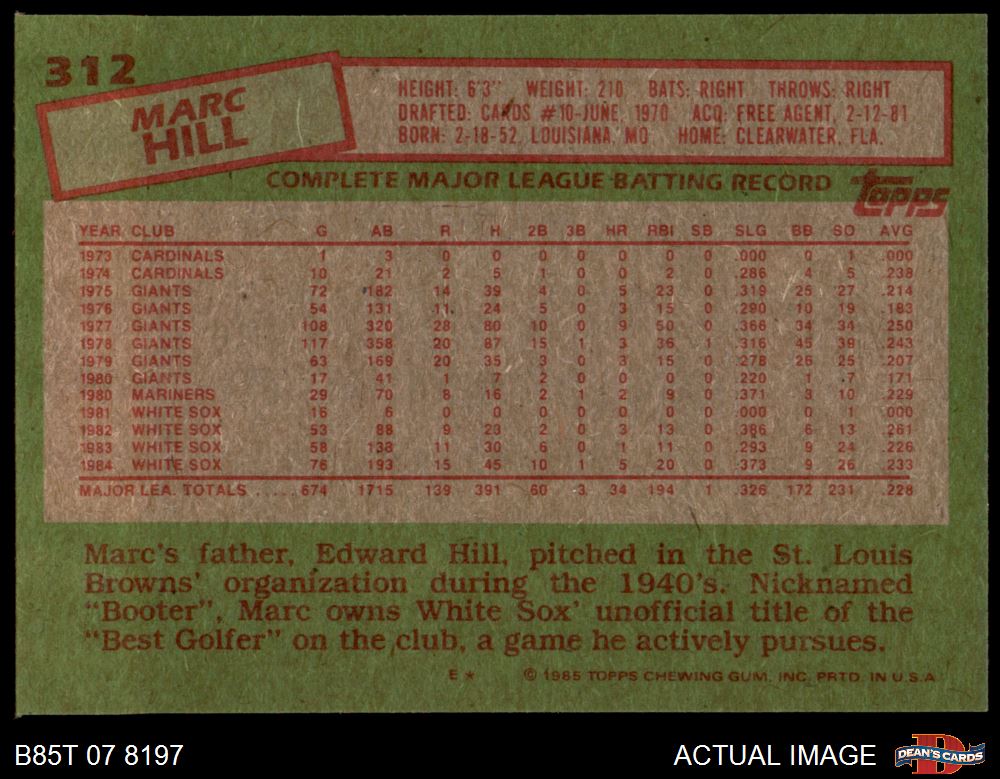 312
MARC
HILL
HEIGHT: 6'3" WEIGHT: 210 BATS: RIGHT THROWS: RIGHT
DRAFTED: CARDS #10-JUNE, 1970 ACQ: FREE AGENT, 2-12-81
BORN: 2-18-52, LOUISIANA, MO HOME: CLEARWATER, FLA.
COMPLETE MAJOR LEAGUE BATTING RECORD
topps
YEAR CLUB G AB R H 2B 3B HR RBI SB SLG BB SO AVG
1973 CARDINALS 1 3 0 0 0 0 0 0 0 .000 0 1 .000
1974 CARDINALS 10 21 2 5 1 0 0 2 0 .286 4 5 .238
1975 GIANTS 72 182 14 39 4 0 5 23 0 .319 25 27 .214
1976 GIANTS 54 131 11 24 5 0 3 15 0 .290 10 19 .183
1977 GIANTS 108 320 28 80 10 0 9 50 0 .366 34 34 .250
1978 GIANTS 117 358 20 87 15 1 3 36 1 .316 45 39 .243
1979 GIANTS 63 169 20 35 3 0 3 15 0 .278 26 25 .207
1980 GIANTS 17 41 1 7 2 0 0 0 0 .220 1 7 .171
1980 MARINERS 29 70 8 16 2 1 2 9 0 .371 3 10 .229
1981 WHITE SOX 16 6 0 0 0 0 0 0 0 .000 0 1 .000
1982 WHITE SOX 53 88 9 23 2 0 3 13 0 .386 6 13 .261
1983 WHITE SOX 58 138 11 30 6 0 1 11 0 .293 9 24 .226
1984 WHITE SOX 76 193 15 45 10 1 5 20 0 .373 9 26 .233
MAJOR LEA. TOTALS ..... 674 1715 139 391 60 3 34 194 1 .326 172 231 .228
Marc's father, Edward Hill, pitched in the St. Louis
Browns' organization during the 1940's. Nicknamed
"Booter", Marc owns White Sox' unofficial title of the
"Best Golfer" on the club, a game he actively pursues.
E * © 1985 TOPPS CHEWING GUM, INC. PRTD. IN U.S.A.
B85T 07 8197 ACTUAL IMAGE DEAN'S CARDS